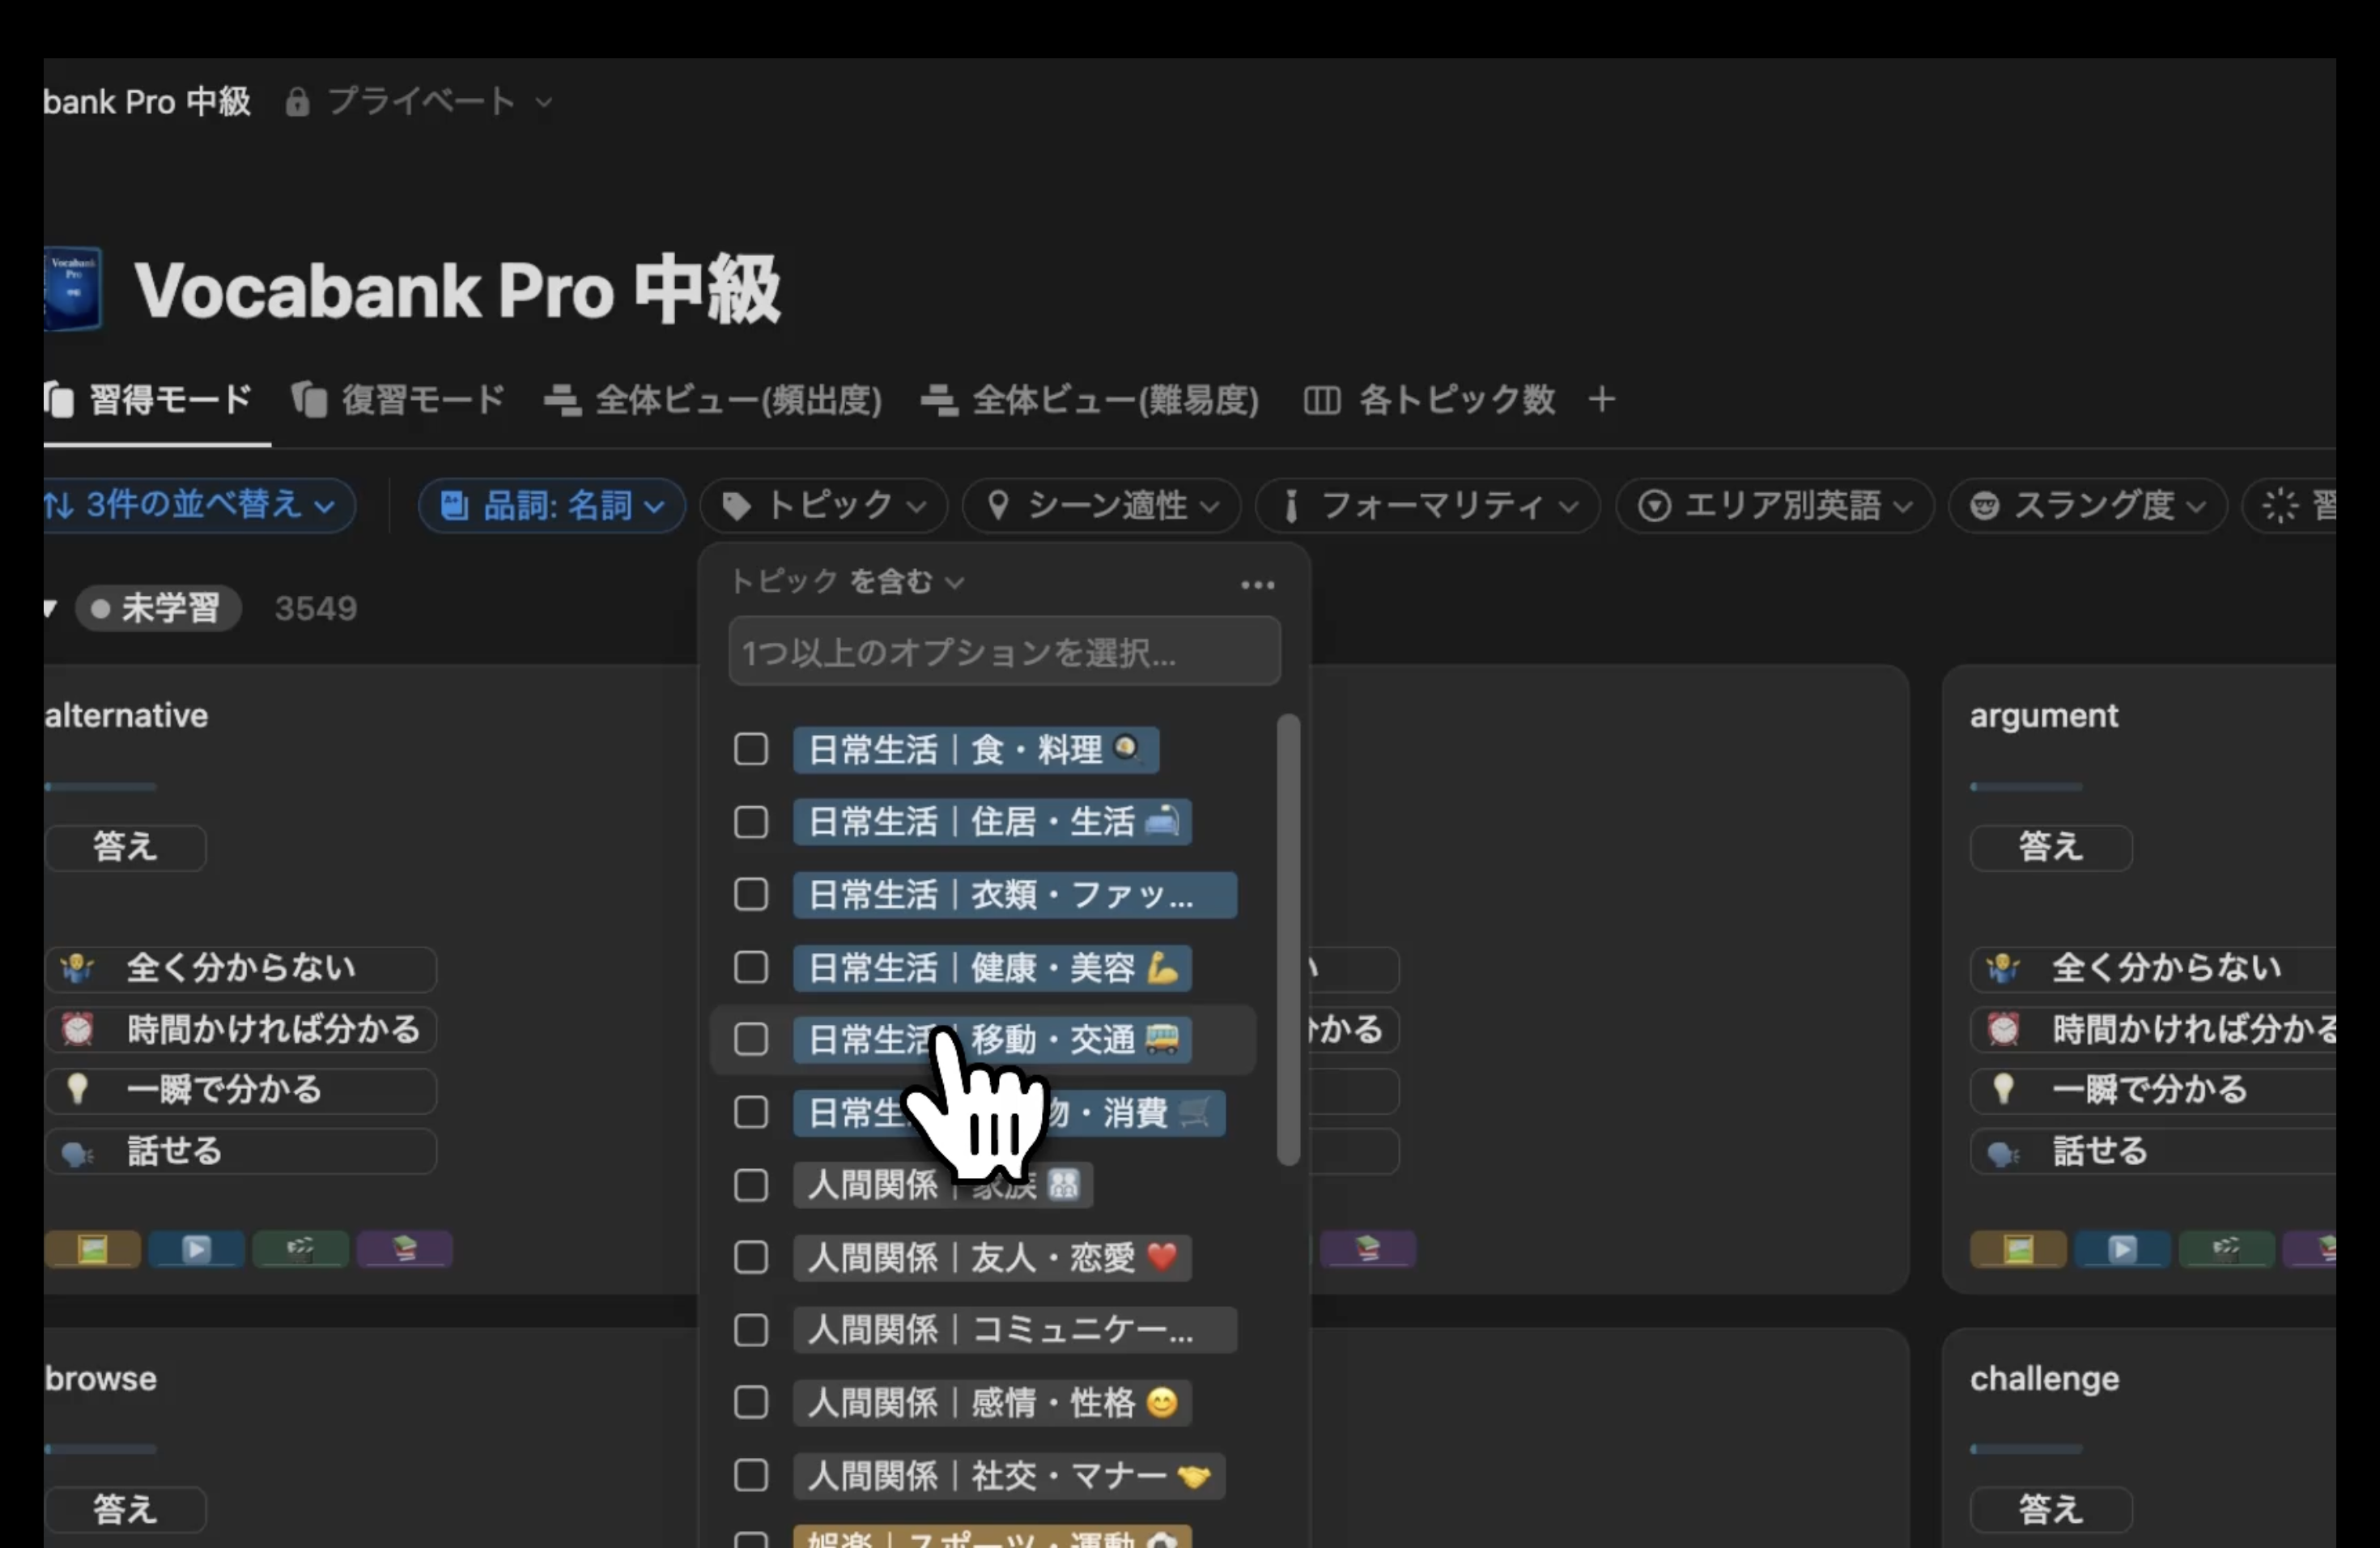 bank Pro 中級 プライベート
Vocabank Pro 中級
Vocabank Pro 中級
習得モード 復習モード 全体ビュー(頻出度) 全体ビュー(難易度) 各トピック数 +
↑↓ 3件の並べ替え 品詞: 名詞 トピック シーン適性 フォーマリティ エリア別英語 スラング度 習
トピック を含む ...
未学習 3549
1つ以上のオプションを選択...
alternative
argument
日常生活｜食・料理
日常生活｜住居・生活
答え
答え
日常生活｜衣類・ファッ...
日常生活｜健康・美容
全く分からない
全く分からない
時間かければ分かる
日常生活｜移動・交通
かる
時間かければ分かる
一瞬で分かる
日常生 物・消費
一瞬で分かる
話せる
話せる
人間関係｜家族
人間関係｜友人・恋愛
人間関係｜コミュニケー...
browse
challenge
人間関係｜感情・性格
人間関係｜社交・マナー
答え
答え
娯楽｜スポーツ・運動